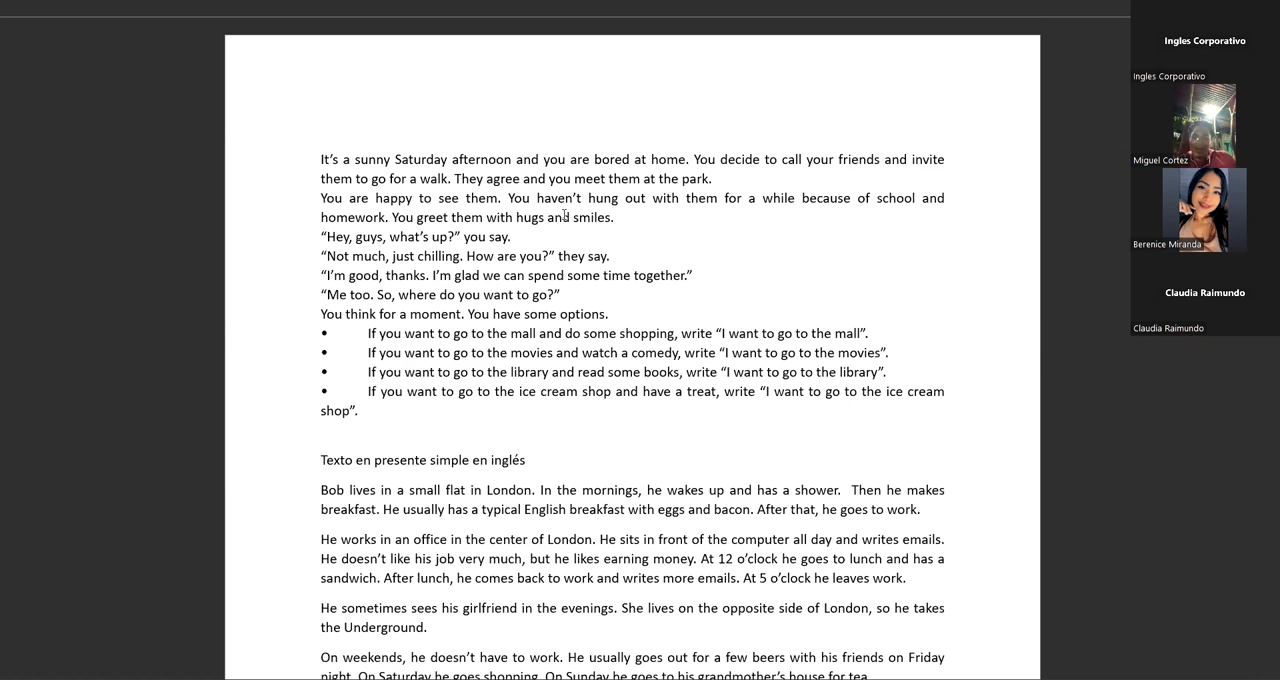 It’s a sunny Saturday afternoon and you are bored at home. You decide to call your friends and invite
them to go for a walk. They agree and you meet them at the park.
You are happy to see them. You haven’t hung out with them for a while because of school and
homework. You greet them with hugs and smiles.
“Hey, guys, what’s up?” you say.
“Not much, just chilling. How are you?” they say.
“I’m good, thanks. I’m glad we can spend some time together.”
“Me too. So, where do you want to go?”
You think for a moment. You have some options.
• If you want to go to the mall and do some shopping, write “I want to go to the mall”.
• If you want to go to the movies and watch a comedy, write “I want to go to the movies”.
• If you want to go to the library and read some books, write “I want to go to the library”.
• If you want to go to the ice cream shop and have a treat, write “I want to go to the ice cream
shop”.
Texto en presente simple en inglés
Bob lives in a small flat in London. In the mornings, he wakes up and has a shower.  Then he makes
breakfast. He usually has a typical English breakfast with eggs and bacon. After that, he goes to work.
He works in an office in the center of London. He sits in front of the computer all day and writes emails.
He doesn’t like his job very much, but he likes earning money. At 12 o’clock he goes to lunch and has a
sandwich. After lunch, he comes back to work and writes more emails. At 5 o’clock he leaves work.
He sometimes sees his girlfriend in the evenings. She lives on the opposite side of London, so he takes
the Underground.
On weekends, he doesn’t have to work. He usually goes out for a few beers with his friends on Friday
night. On Saturday he goes shopping. On Sunday he goes to his grandmother’s house for tea.
Ingles Corporativo
Ingles Corporativo
Miguel Cortez
Berenice Miranda
Claudia Raimundo
Claudia Raimundo